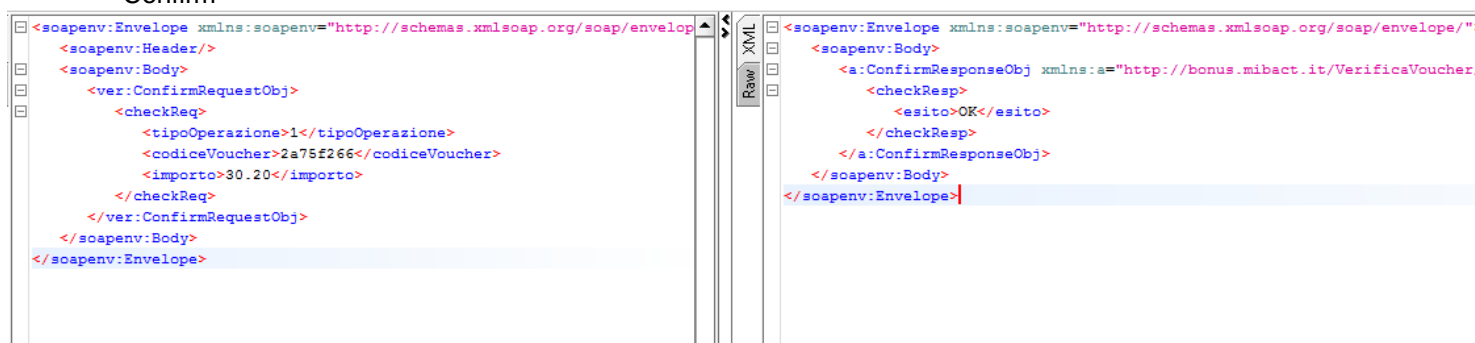 Confirm
<soapenv:Envelope xmlns:soapenv="http://schemas.xmlsoap.org/soap/envelop
<soapenv:Header/>
<soapenv:Body>
<ver:ConfirmRequestObj>
<checkReq>
<tipoOperazione>1</tipoOperazione>
<codiceVoucher>2a75f266</codiceVoucher>
<importo>30.20</importo>
</checkReq>
</ver:ConfirmRequestObj>
</soapenv:Body>
</soapenv:Envelope>
XML
Raw
<soapenv:Envelope xmlns:soapenv="http://schemas.xmlsoap.org/soap/envelope/"
<soapenv:Body>
<a:ConfirmResponseObj xmlns:a="http://bonus.mibact.it/VerificaVoucher
<checkResp>
<esito>OK</esito>
</checkResp>
</a:ConfirmResponseObj>
</soapenv:Body>
</soapenv:Envelope>